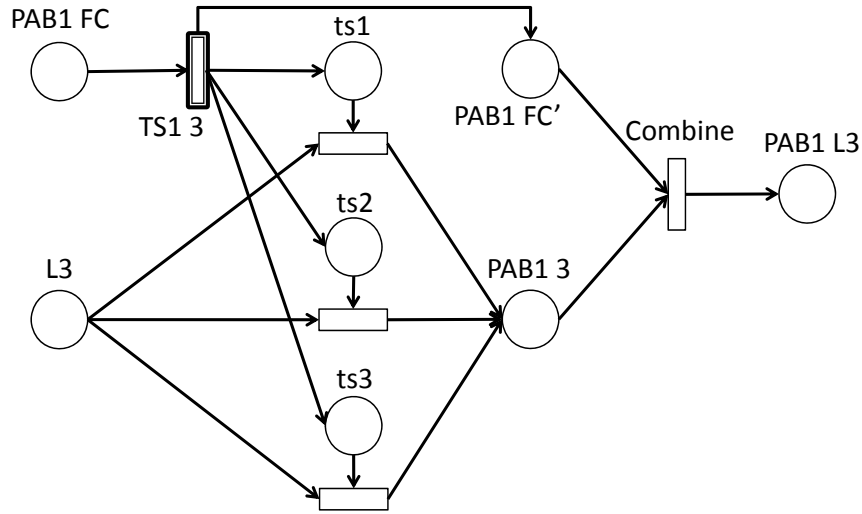 PAB1 FC
ts1
TS1 3
PAB1 FC’
Combine
PAB1 L3
ts2
L3
PAB1 3
ts3